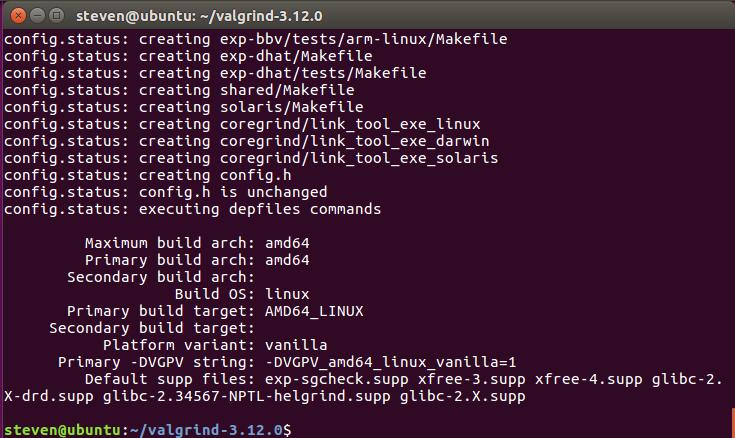 steven@ubuntu: ~/valgrind-3.12.0
config.status: creating exp-bbv/tests/arm-linux/Makefile
config.status: creating exp-dhat/Makefile
config.status: creating exp-dhat/tests/Makefile
config.status: creating shared/Makefile
config.status: creating solaris/Makefile
config.status: creating coregrind/link_tool_exe_linux
config.status: creating coregrind/link_tool_exe_darwin
config.status: creating coregrind/link_tool_exe_solaris
config.status: creating config.h
config.status: config.h is unchanged
config.status: executing depfiles commands
Maximum build arch: amd64
Primary build arch: amd64
Secondary build arch:
Build OS: linux
Primary build target: AMD64_LINUX
Secondary build target:
Platform variant: vanilla
Primary -DVGPV string: -DVGPV_amd64_linux_vanilla=1
Default supp files: exp-sgcheck.supp xfree-3.supp xfree-4.supp glibc-2.
X-drd.supp glibc-2.34567-NPTL-helgrind.supp glibc-2.X.supp
steven@ubuntu:~/valgrind-3.12.0$